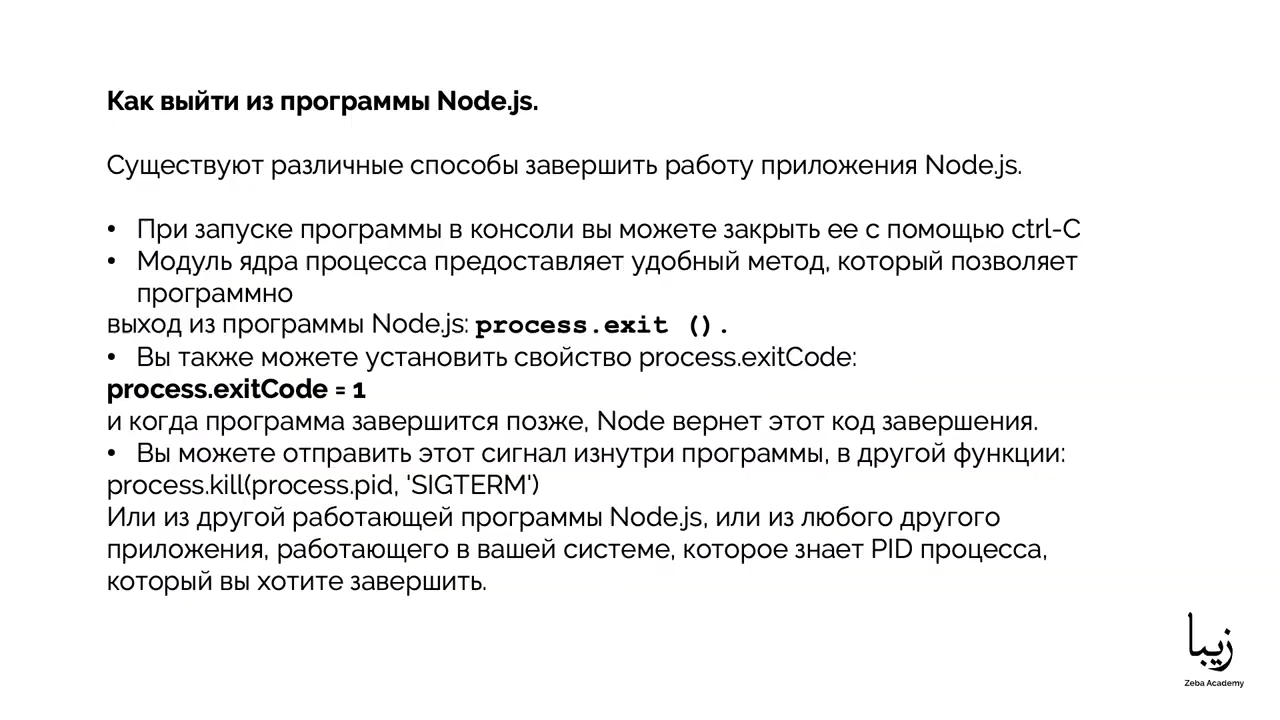 Как выйти из программы Node.js.
Существуют различные способы завершить работу приложения Node.js.
• При запуске программы в консоли вы можете закрыть ее с помощью ctrl-C
• Модуль ядра процесса предоставляет удобный метод, который позволяет
программно
выход из программы Node.js: process.exit ().
• Вы также можете установить свойство process.exitCode:
process.exitCode = 1
и когда программа завершится позже, Node вернет этот код завершения.
• Вы можете отправить этот сигнал изнутри программы, в другой функции:
process.kill(process.pid, 'SIGTERM')
Или из другой работающей программы Node.js, или из любого другого
приложения, работающего в вашей системе, которое знает PID процесса,
который вы хотите завершить.
زیبا
Zeba Academy